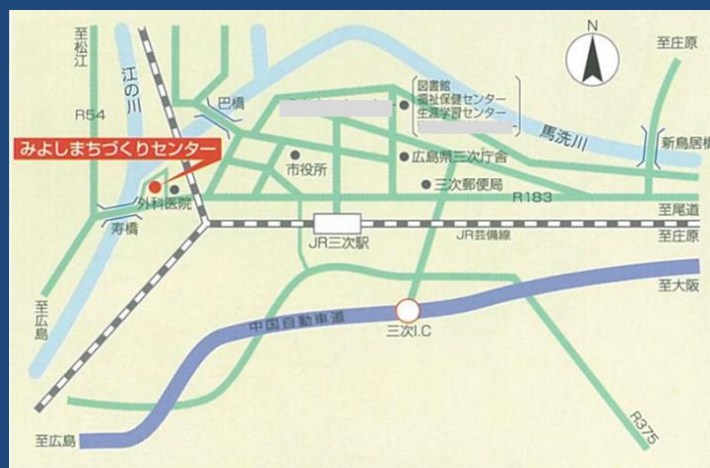 至松江
江の川
R54
巴橋
N
至庄原
図書館
福祉保健センター
生涯学習センター
馬洗川
新鳥居橋
みよしまちづくりセンター
市役所
広島県三次庁舎
外科医院
三次郵便局
R183
寿橋
JR三次駅
JR芸備線
至尾道
至庄原
至広島
至大阪
中国自動車道
三次I.C
至広島
R375